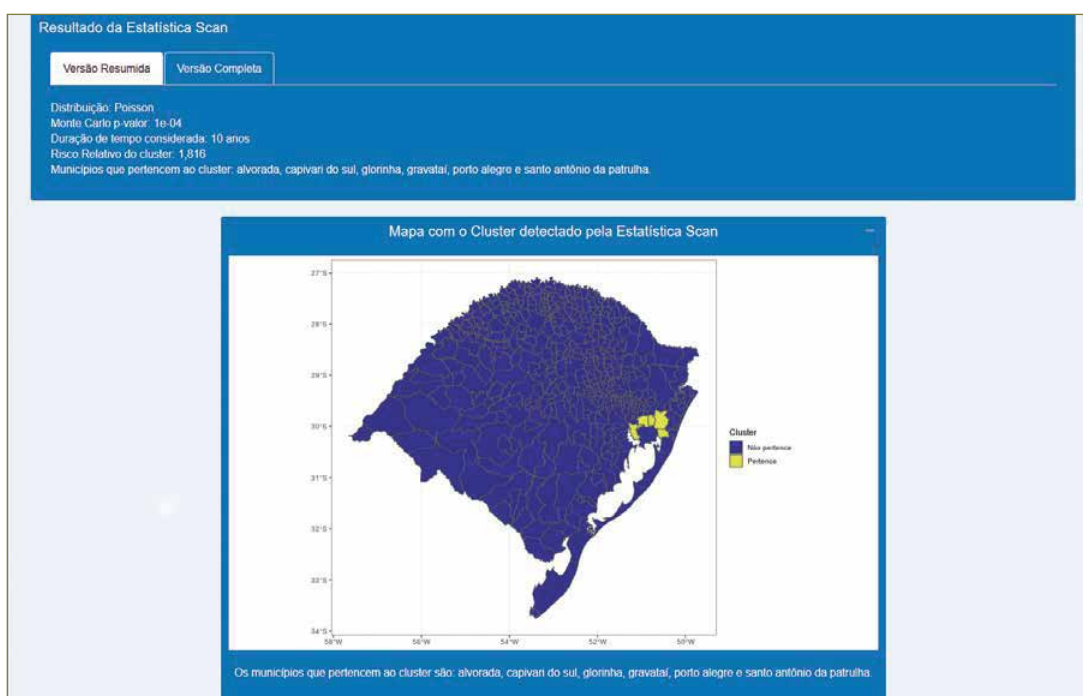 Resultado da Estatística Scan
Versão Resumida
Versão Completa
Distribuição: Poisson
Monte Carlo p-valor: 1e-04
Duração de tempo considerada: 10 anos
Risco Relativo do cluster: 1,816
Municípios que pertencem ao cluster: alvorada, capivari do sul, glorinha, gravataí, porto alegre e santo antônio da patrulha.
Mapa com o Cluster detectado pela Estatística Scan
27°S
28°S
29°S
30°S
31°S
32°S
33°S
34°S
58°W
56°W
54°W
52°W
50°W
Cluster
Não pertence
Pertence
Os municípios que pertencem ao cluster são: alvorada, capivari do sul, glorinha, gravataí, porto alegre e santo antônio da patrulha.